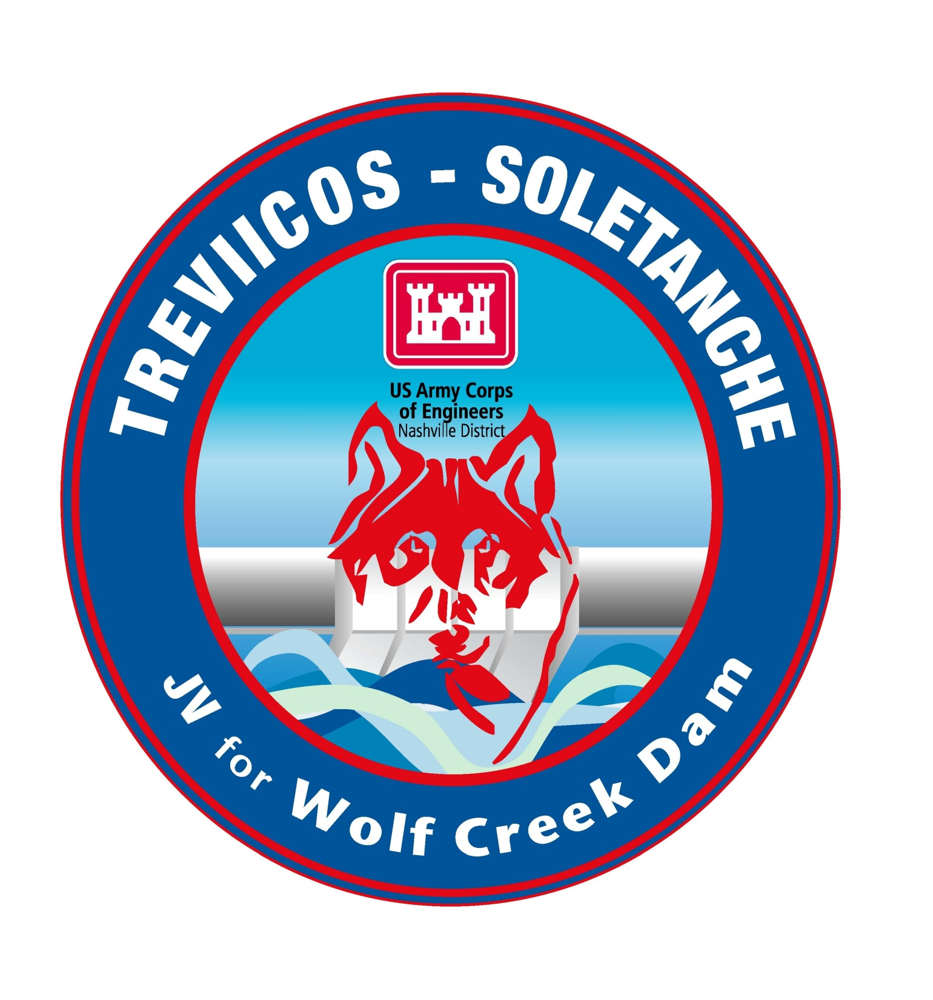 TREVIICOS - SOLETANCHE
US Army Corps
of Engineers
Nashville District
JV for Wolf Creek Dam